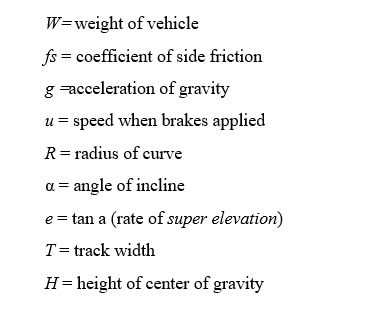 W=weight of vehicle
fs = coefficient of side friction
g =acceleration of gravity
u = speed when brakes applied
R = radius of curve
α = angle of incline
e = tan a (rate of super elevation)
T = track width
H = height of center of gravity